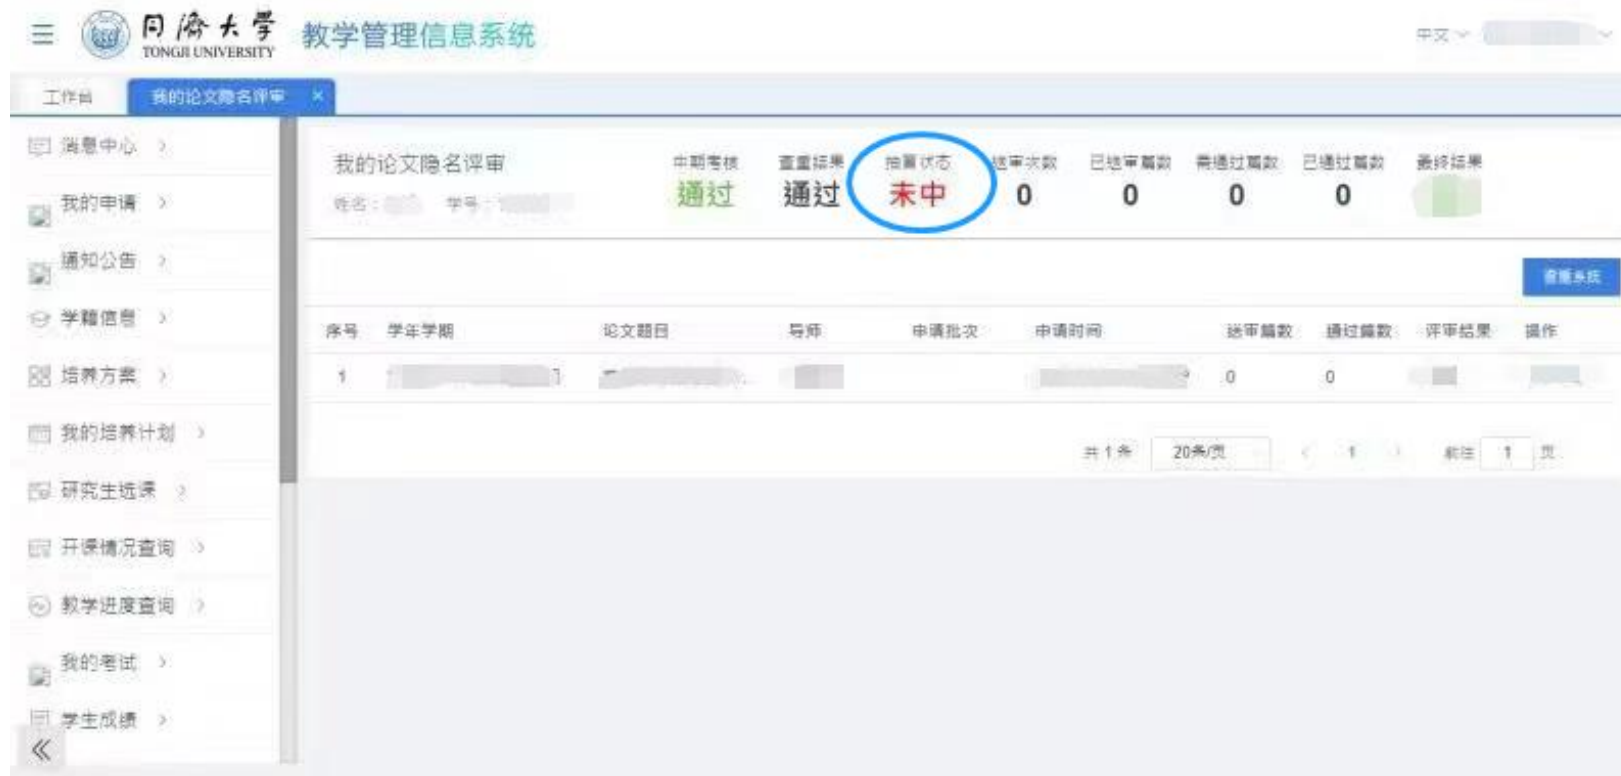 同濟大學
TONGJI UNIVERSITY
教学管理信息系统
中文
工作台 我的论文隐名评审 ×
消息中心
我的申请
通知公告
学籍信息
培养方案
我的培养计划
研究生选课
开课情况查询
教学进度查询
我的考试
学生成绩
我的论文隐名评审
姓名： 学号：
中期考核 查重结果 抽盲状态 送审次数 已送审篇数 需通过篇数 已通过篇数 最终结果
通过 通过 未中 0 0 0 0
序号 学年学期 论文题目 导师 申请批次 申请时间 送审篇数 通过篇数 评审结果 操作
1 0 0
共 1 条 20条/页 1 前往 1 页